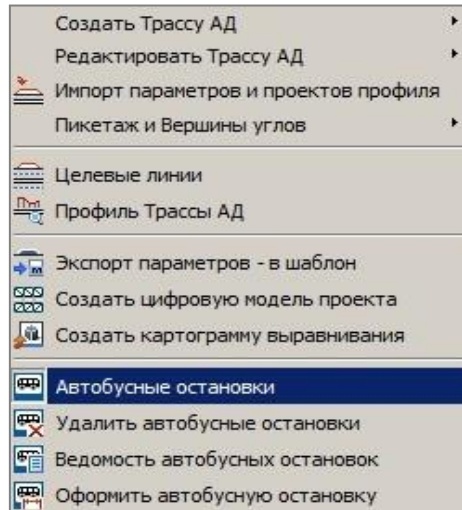 Создать Трассу АД
Редактировать Трассу АД
Импорт параметров и проектов профиля
Пикетаж и Вершины углов
Целевые линии
Профиль Трассы АД
Экспорт параметров - в шаблон
Создать цифровую модель проекта
Создать картограмму выравнивания
Автобусные остановки
Удалить автобусные остановки
Ведомость автобусных остановок
Оформить автобусную остановку